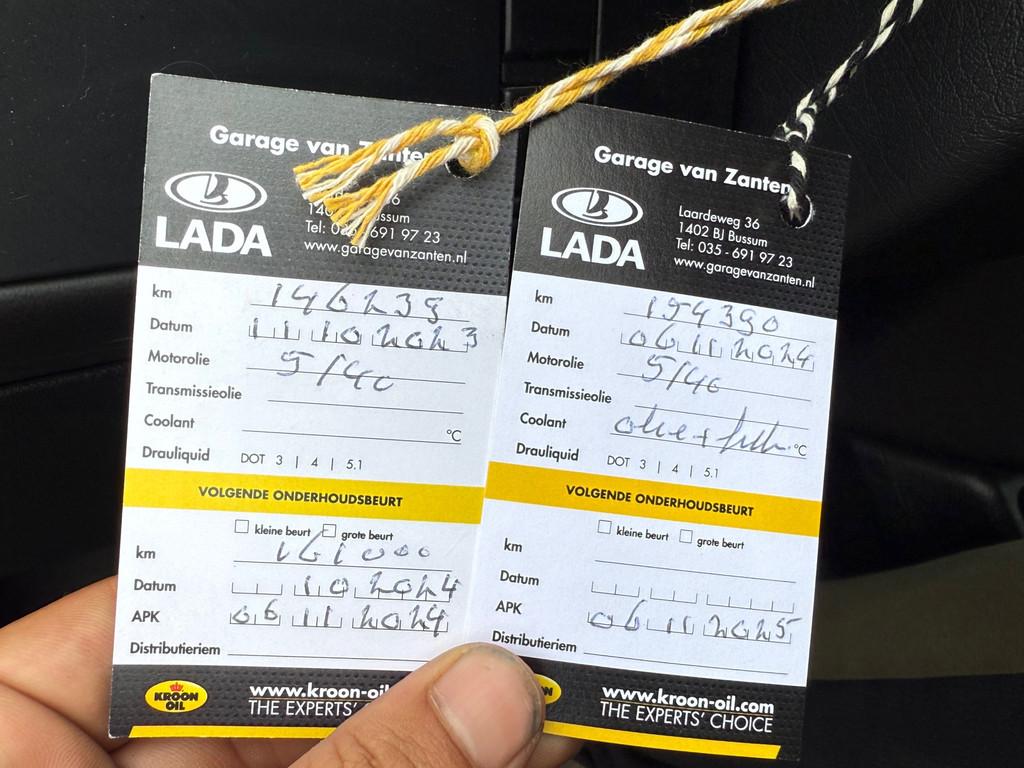 Garage van Zanten
LADA
1402 BJ Bussum
Tel: 035 - 691 97 23
www.garagevanzanten.nl
km 146239
Datum 11 10 2023
Motorolie 5/40
Transmissieolie
Coolant °C
Drauliquid DOT 3 | 4 | 5.1
VOLGENDE ONDERHOUDSBEURT
kleine beurt grote beurt
km 161000
Datum 10 2024
APK 06 11 2024
Distributieriem
KROON OIL
www.kroon-oil
THE EXPERTS'
Garage van Zanten
LADA
Laardeweg 36
1402 BJ Bussum
Tel: 035 - 691 97 23
www.garagevanzanten.nl
km 154390
Datum 06 11 2024
Motorolie 5/40
Transmissieolie
Coolant olie + filter °C
Drauliquid DOT 3 | 4 | 5.1
VOLGENDE ONDERHOUDSBEURT
kleine beurt grote beurt
km
Datum
APK 06 11 2025
Distributieriem
www.kroon-oil.com
THE EXPERTS' CHOICE